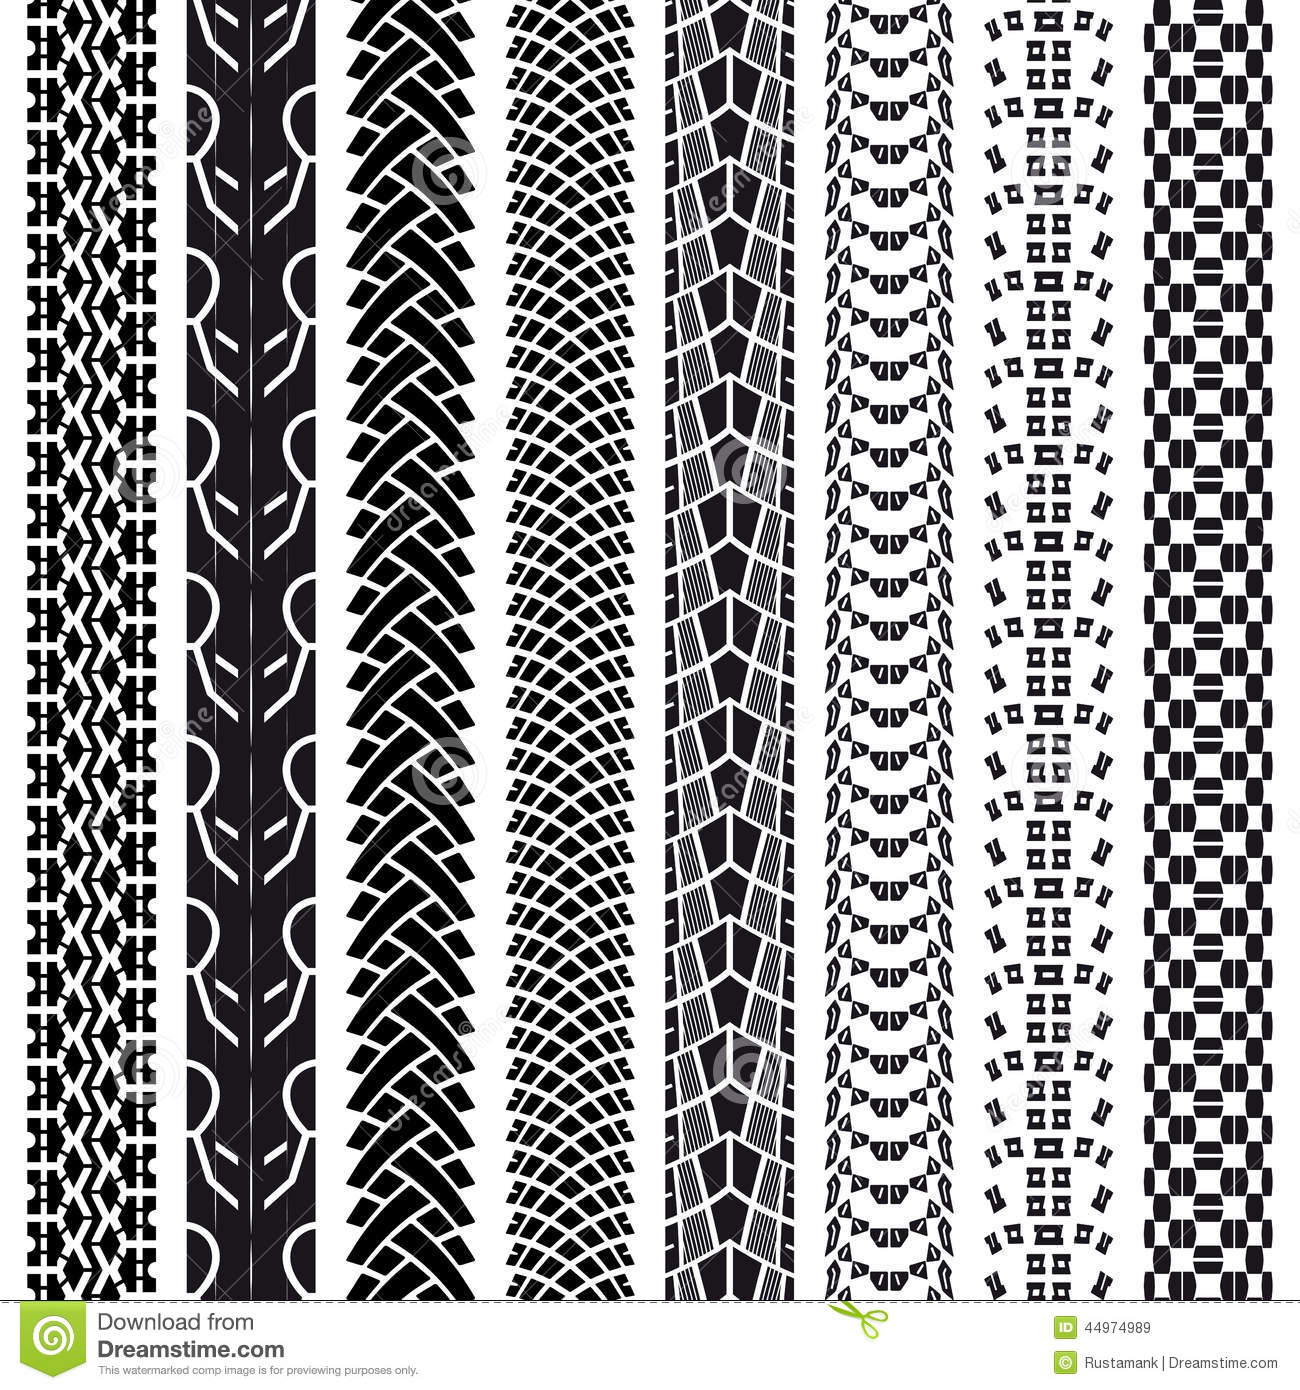 Download from
Dreamstime.com
This watermarked comp image is for previewing purposes only.
ID 44974989
© Rustamank | Dreamstime.com